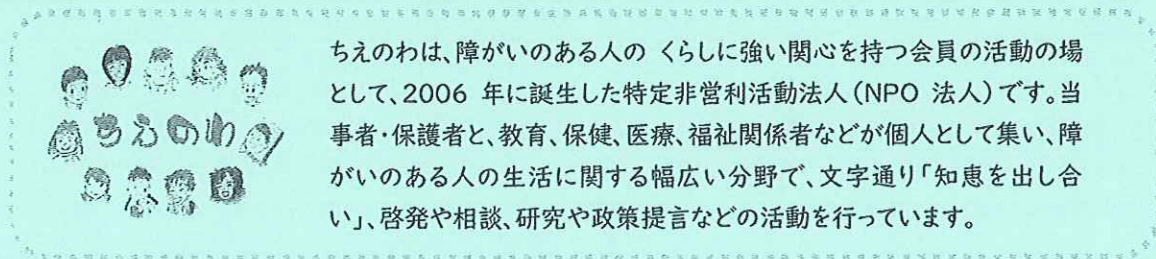 ちえのわ
ちえのわは、障がいのある人の くらしに強い関心を持つ会員の活動の場
として、2006 年に誕生した特定非営利活動法人(NPO 法人)です。当
事者・保護者と、教育、保健、医療、福祉関係者などが個人として集い、障
がいのある人の生活に関する幅広い分野で、文字通り「知恵を出し合
い」、啓発や相談、研究や政策提言などの活動を行っています。